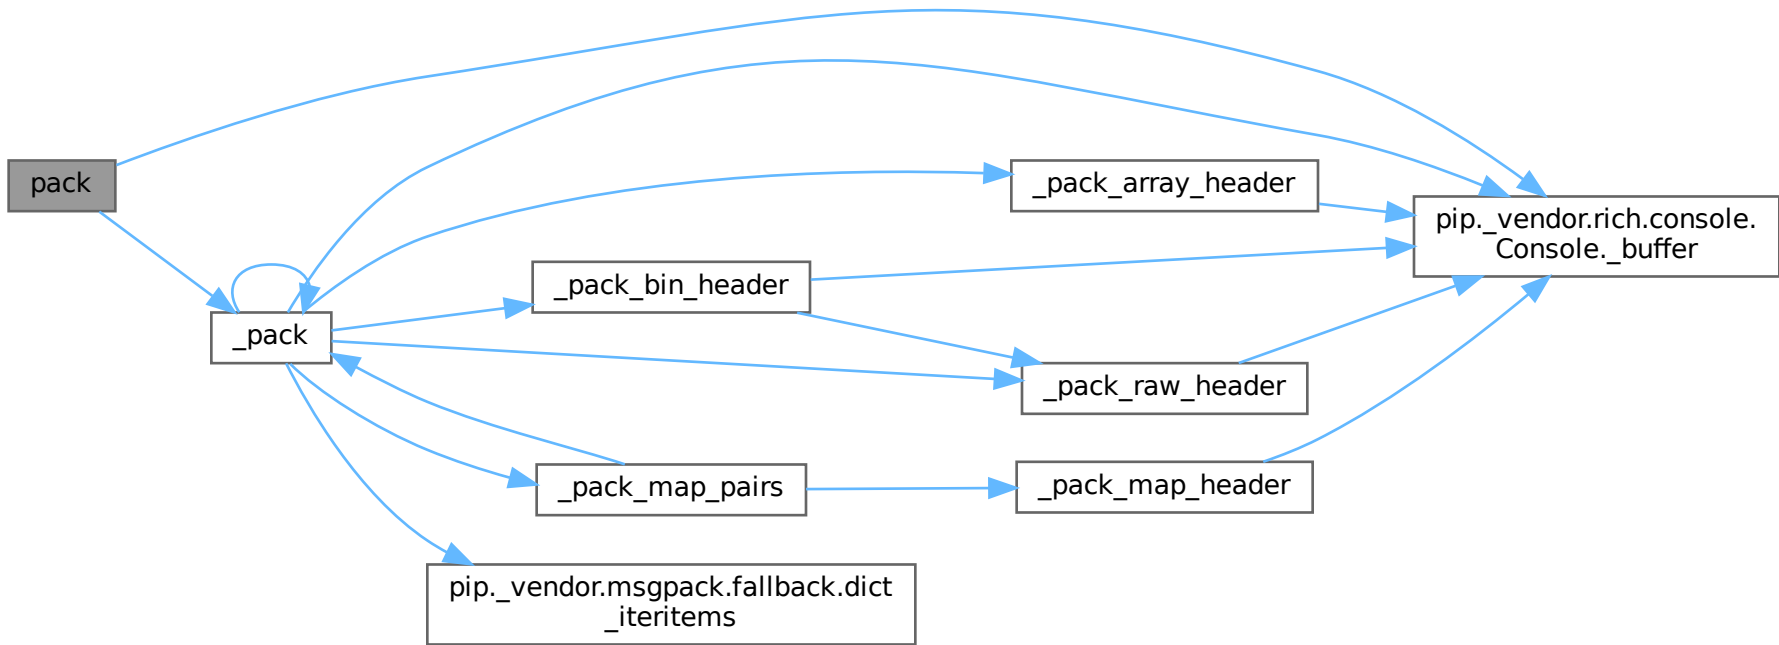 pack
_pack
_pack_array_header
pip._vendor.rich.console.
Console._buffer
_pack_bin_header
_pack_raw_header
_pack_map_pairs
_pack_map_header
pip._vendor.msgpack.fallback.dict
_iteritems